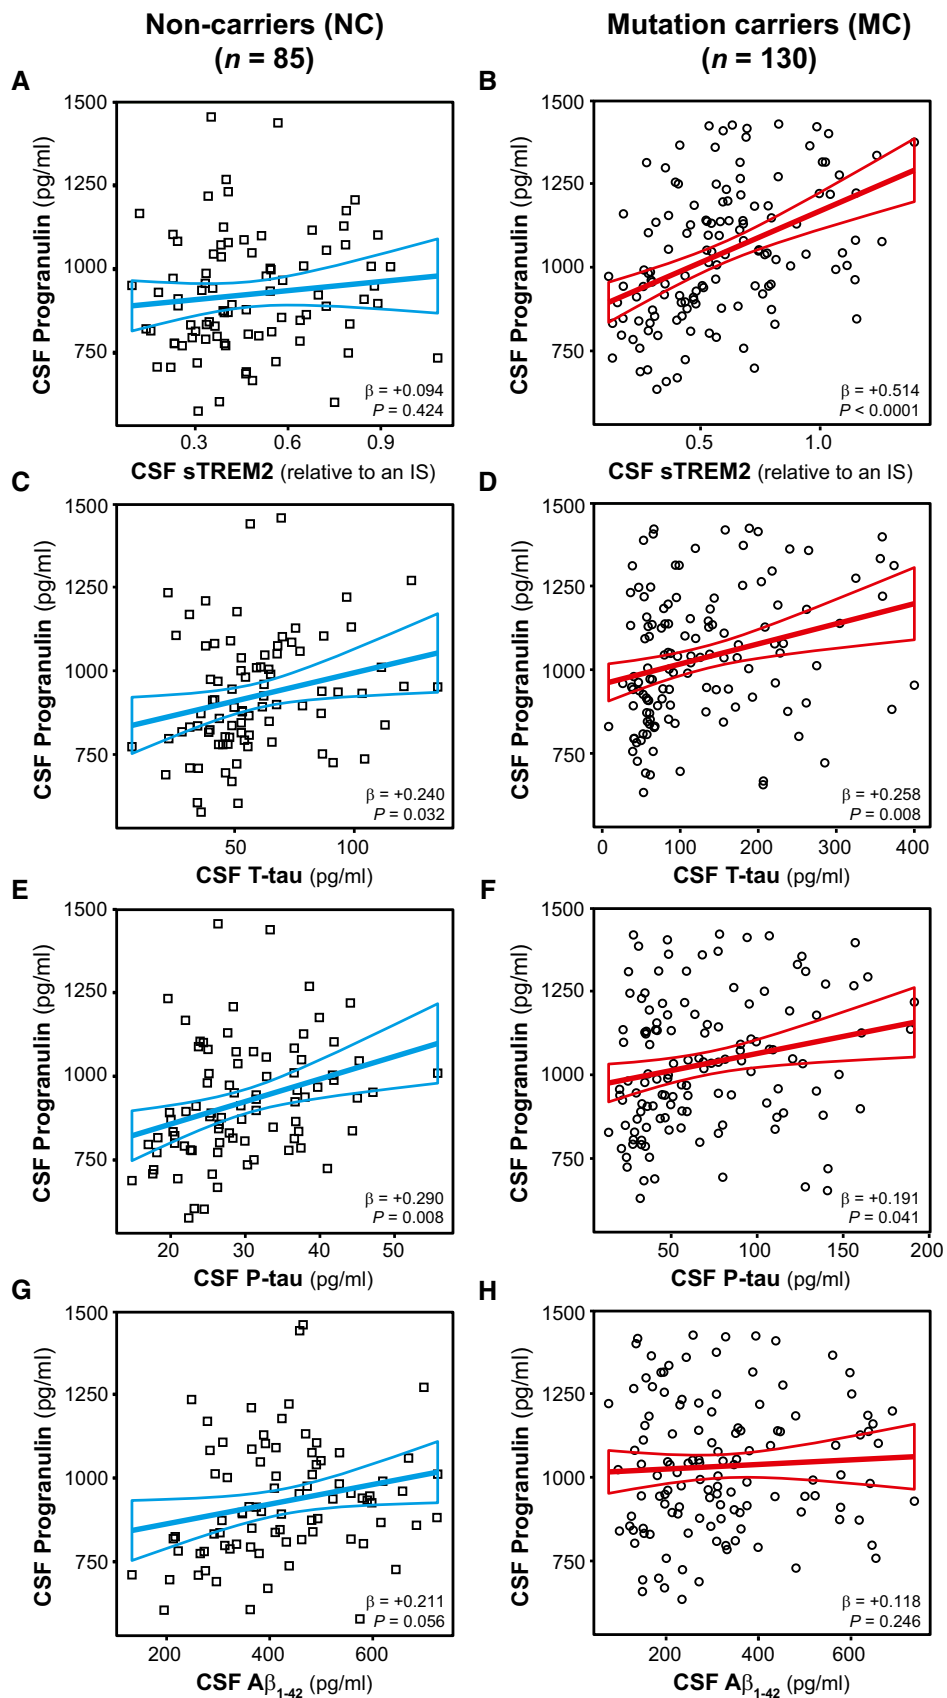 Non-carriers (NC)
(n = 85)
Mutation carriers (MC)
(n = 130)
A
CSF Progranulin (pg/ml)
1500
1250
1000
750
0.3 0.6 0.9
β = +0.094
P = 0.424
CSF sTREM2 (relative to an IS)
B
CSF Progranulin (pg/ml)
1500
1250
1000
750
0.5 1.0
β = +0.514
P < 0.0001
CSF sTREM2 (relative to an IS)
C
CSF Progranulin (pg/ml)
1500
1250
1000
750
50 100
β = +0.240
P = 0.032
CSF T-tau (pg/ml)
D
CSF Progranulin (pg/ml)
1500
1250
1000
750
0 100 200 300 400
β = +0.258
P = 0.008
CSF T-tau (pg/ml)
E
CSF Progranulin (pg/ml)
1500
1250
1000
750
20 30 40 50
β = +0.290
P = 0.008
CSF P-tau (pg/ml)
F
CSF Progranulin (pg/ml)
1500
1250
1000
750
50 100 150 200
β = +0.191
P = 0.041
CSF P-tau (pg/ml)
G
CSF Progranulin (pg/ml)
1500
1250
1000
750
200 400 600
β = +0.211
P = 0.056
CSF Aβ1-42 (pg/ml)
H
CSF Progranulin (pg/ml)
1500
1250
1000
750
200 400 600
β = +0.118
P = 0.246
CSF Aβ1-42 (pg/ml)